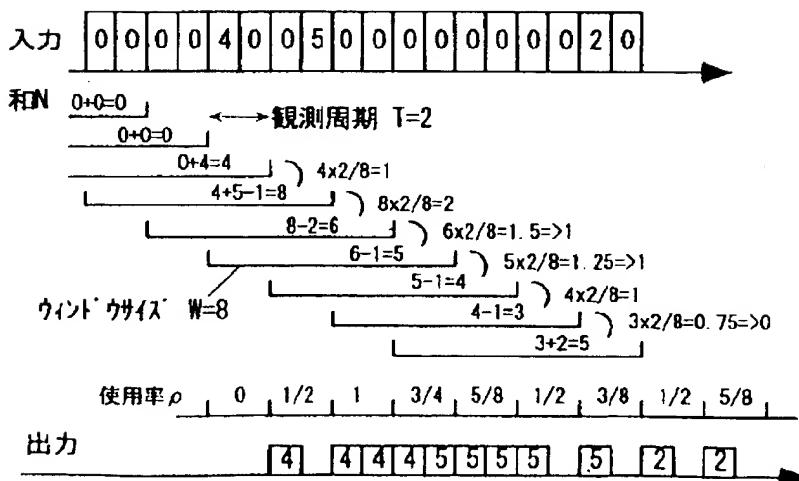 入力 0 0 0 0 4 0 0 5 0 0 0 0 0 0 0 0 2 0
和N 0+0=0
観測周期 T=2
0+0=0
0+4=4
4x2/8=1
4+5-1=8
8x2/8=2
8-2=6
6x2/8=1.5=>1
6-1=5
5x2/8=1.25=>1
5-1=4
4x2/8=1
ウィンドウサイズ W=8
4-1=3
3x2/8=0.75=>0
3+2=5
使用率ρ 0 1/2 1 3/4 5/8 1/2 3/8 1/2 5/8
出力 4 4 4 4 5 5 5 5 5 2 2